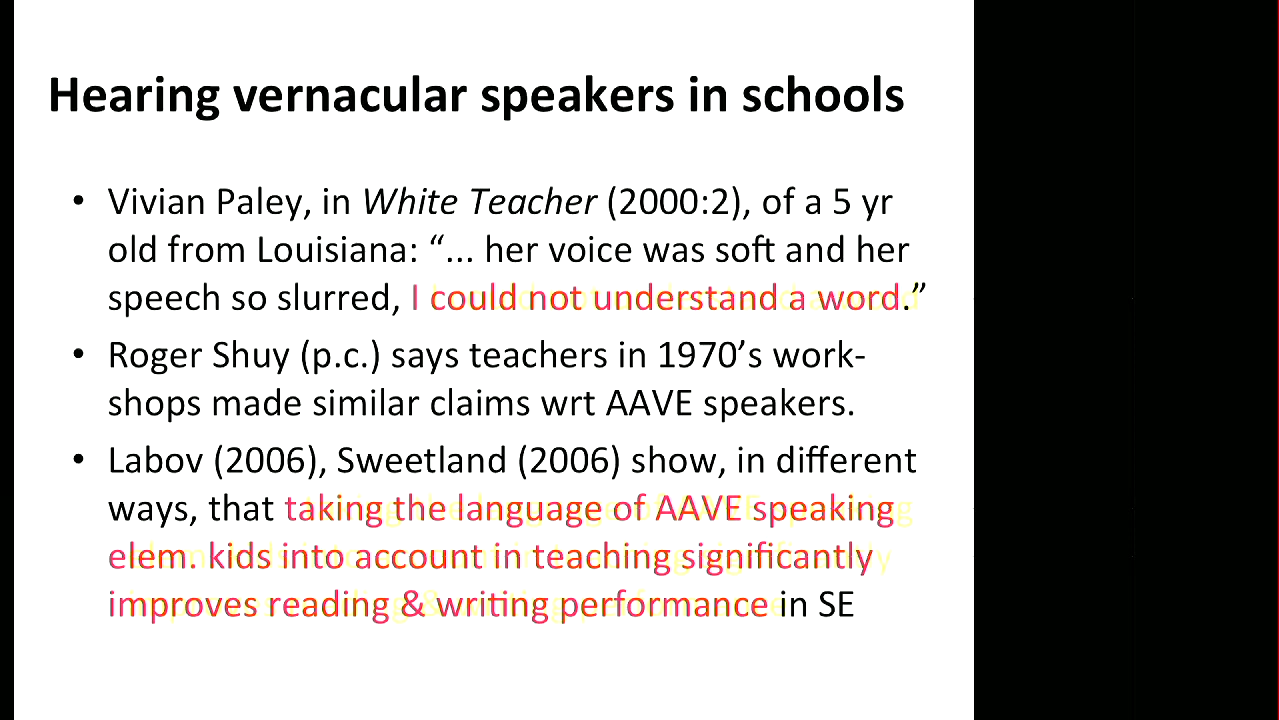 Hearing vernacular speakers in schools
• Vivian Paley, in White Teacher (2000:2), of a 5 yr
old from Louisiana: “... her voice was soft and her
speech so slurred, I could not understand a word.”
• Roger Shuy (p.c.) says teachers in 1970’s work-
shops made similar claims wrt AAVE speakers.
• Labov (2006), Sweetland (2006) show, in different
ways, that taking the language of AAVE speaking
elem. kids into account in teaching significantly
improves reading & writing performance in SE